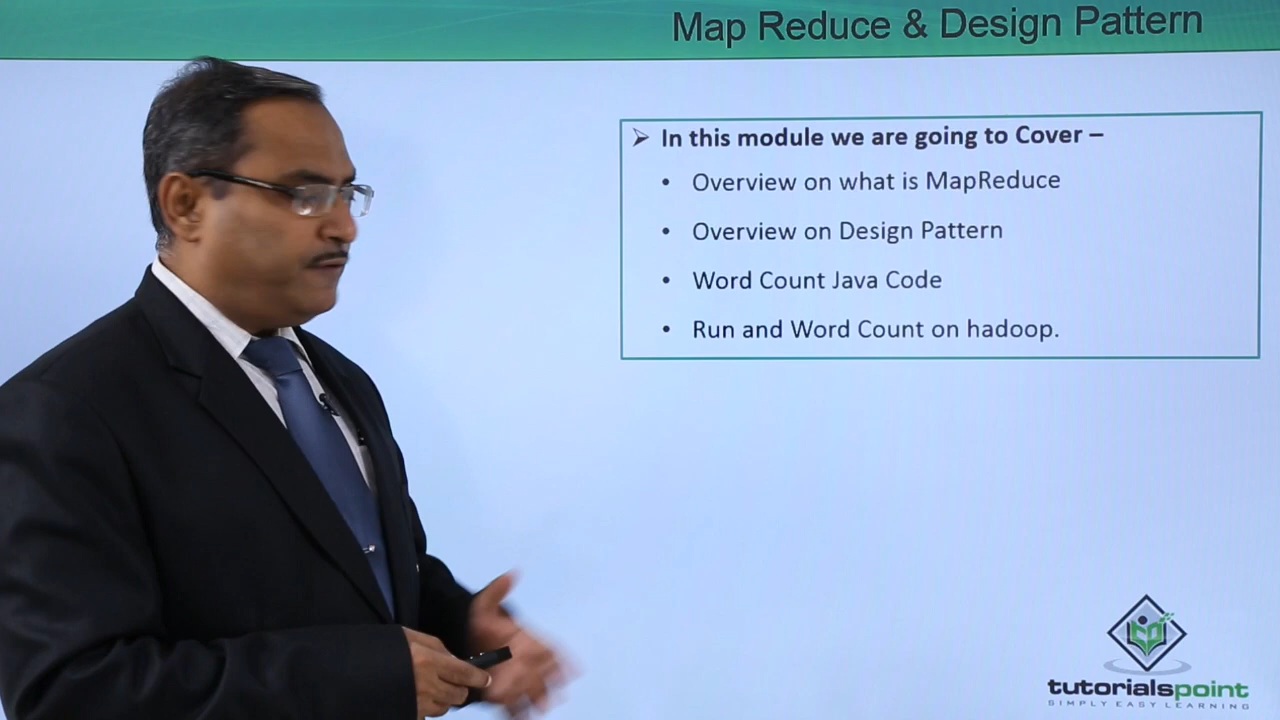 Map Reduce & Design Pattern
➢ In this module we are going to Cover –
• Overview on what is MapReduce
• Overview on Design Pattern
• Word Count Java Code
• Run and Word Count on hadoop.
tutorialspoint
SIMPLY EASY LEARNING